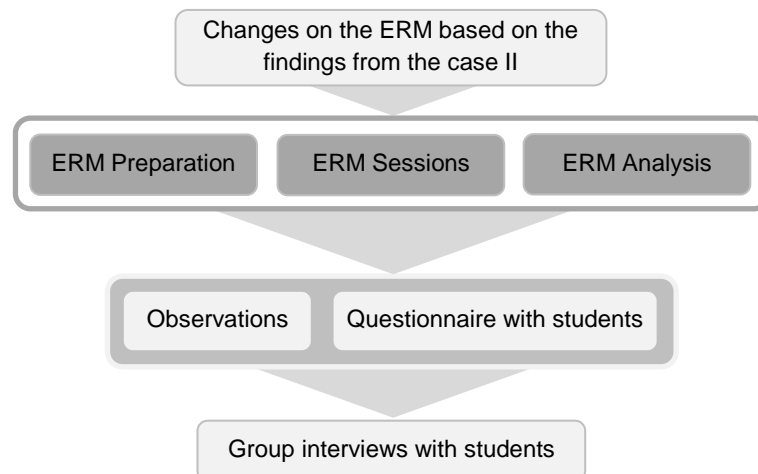 Changes on the ERM based on the
findings from the case II
ERM Preparation
ERM Sessions
ERM Analysis
Observations
Questionnaire with students
Group interviews with students